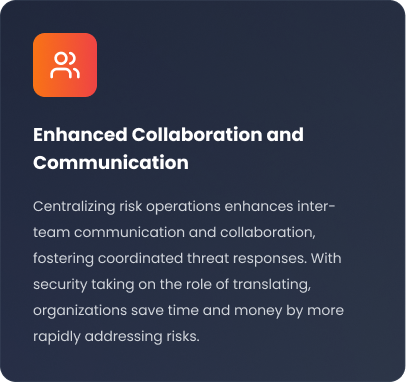 Enhanced Collaboration and
Communication
Centralizing risk operations enhances inter-
team communication and collaboration,
fostering coordinated threat responses. With
security taking on the role of translating,
organizations save time and money by more
rapidly addressing risks.